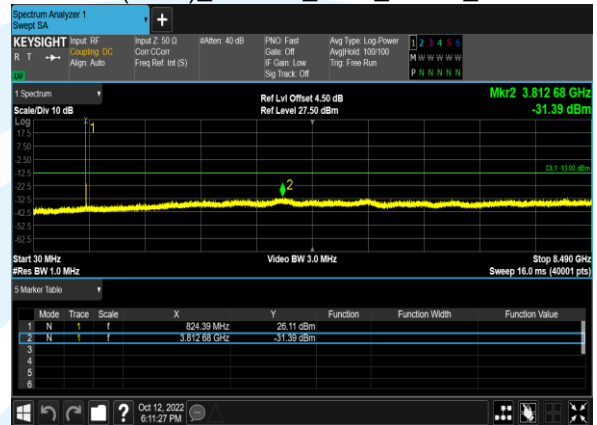 Spectrum Analyzer 1
Swept SA
KEYSIGHT Input: RF Input Z: 50 Ω #Atten: 40 dB PNO: Fast Avg Type: Log-Power 1 2 3 4 5 6
R T Coupling: DC Corr CCorr Gate: Off Avg|Hold: 100/100 M W W W W W
Align: Auto Freq Ref: Int (S) IF Gain: Low Trig: Free Run P N N N N N
Sig Track: Off
LU
1 Spectrum Ref Lvl Offset 4.50 dB Mkr2 3.812 68 GHz
Scale/Div 10 dB Ref Level 27.50 dBm -31.39 dBm
Log
17.5 1
7.50
-2.50
-12.5 DL1 -13.00 dBm
-22.5 2
-32.5
-42.5
-52.5
-62.5
Start 30 MHz Video BW 3.0 MHz Stop 8.490 GHz
#Res BW 1.0 MHz Sweep 16.0 ms (40001 pts)
5 Marker Table
Mode Trace Scale X Y Function Function Width Function Value
1 N 1 f 824.39 MHz 26.11 dBm
2 N 1 f 3.812 68 GHz -31.39 dBm
3
4
5
6
? Oct 12, 2022
6:11:27 PM